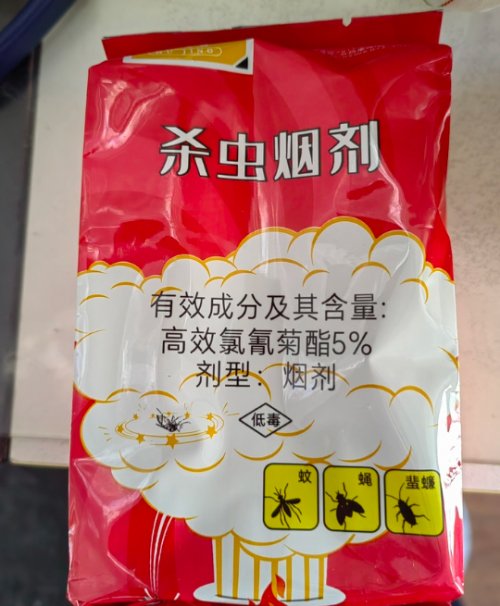 杀虫烟剂
有效成分及其含量:
高效氯氰菊酯5%
剂型：烟剂
低毒
蚊
蝇
蜚蠊